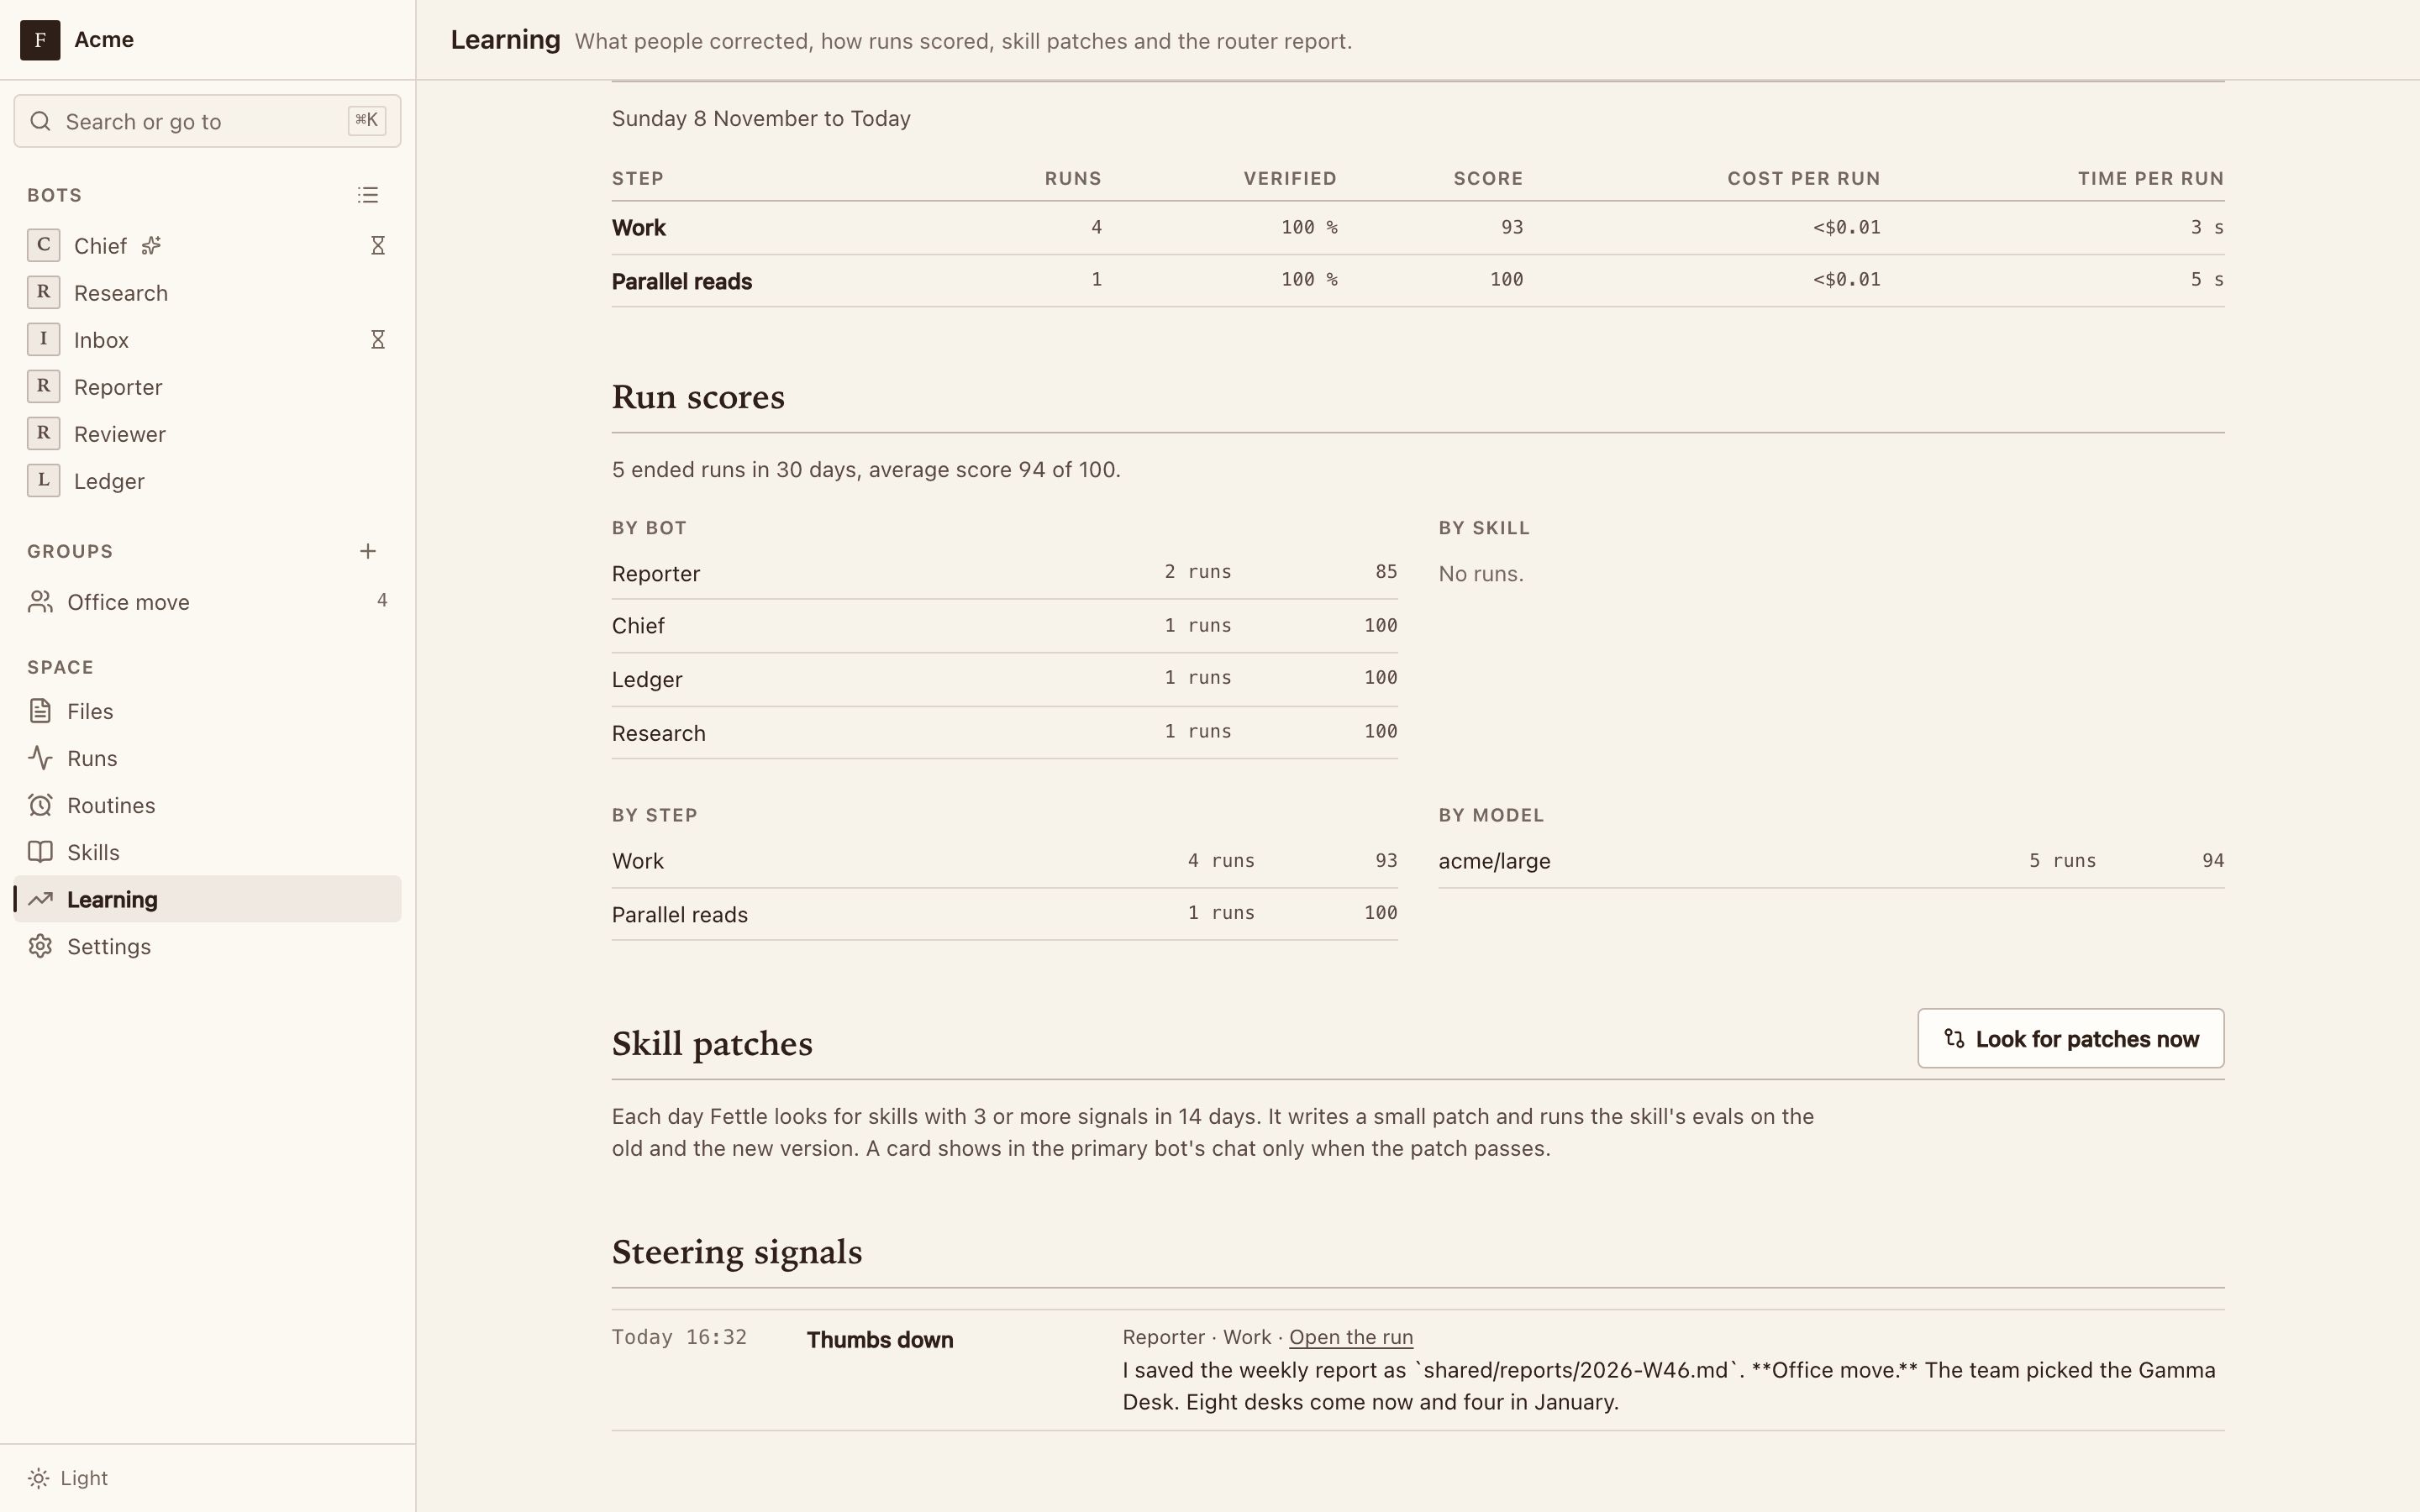 F Acme
Learning What people corrected, how runs scored, skill patches and the router report.
Search or go to ⌘K
BOTS
C Chief
R Research
I Inbox
R Reporter
R Reviewer
L Ledger
GROUPS
Office move 4
SPACE
Files
Runs
Routines
Skills
Learning
Settings
Light
Sunday 8 November to Today
STEP RUNS VERIFIED SCORE COST PER RUN TIME PER RUN
Work 4 100 % 93 <$0.01 3 s
Parallel reads 1 100 % 100 <$0.01 5 s
Run scores
5 ended runs in 30 days, average score 94 of 100.
BY BOT
Reporter 2 runs 85
Chief 1 runs 100
Ledger 1 runs 100
Research 1 runs 100
BY SKILL
No runs.
BY STEP
Work 4 runs 93
Parallel reads 1 runs 100
BY MODEL
acme/large 5 runs 94
Skill patches
Look for patches now
Each day Fettle looks for skills with 3 or more signals in 14 days. It writes a small patch and runs the skill's evals on the
old and the new version. A card shows in the primary bot's chat only when the patch passes.
Steering signals
Today 16:32 Thumbs down Reporter · Work · Open the run
I saved the weekly report as `shared/reports/2026-W46.md`. **Office move.** The team picked the Gamma
Desk. Eight desks come now and four in January.